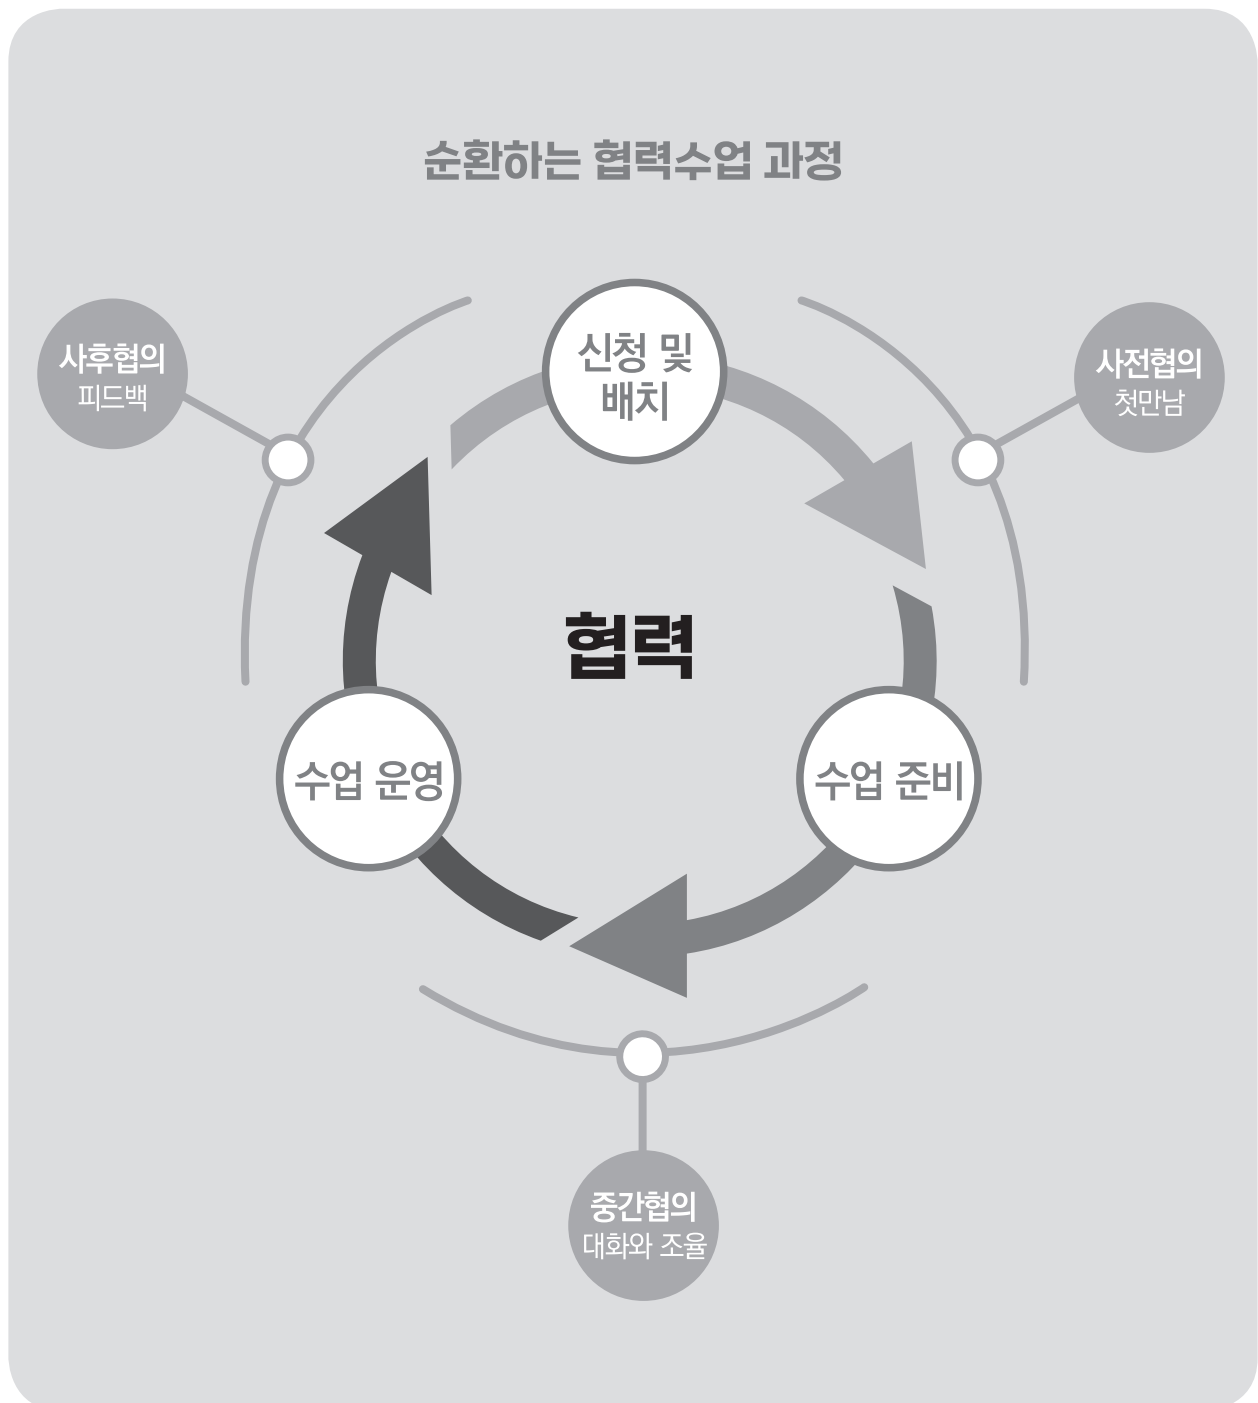 순환하는 협력수업 과정
신청 및
배치
사후협의
피드백
사전협의
첫만남
협력
수업 운영
수업 준비
중간협의
대화와 조율